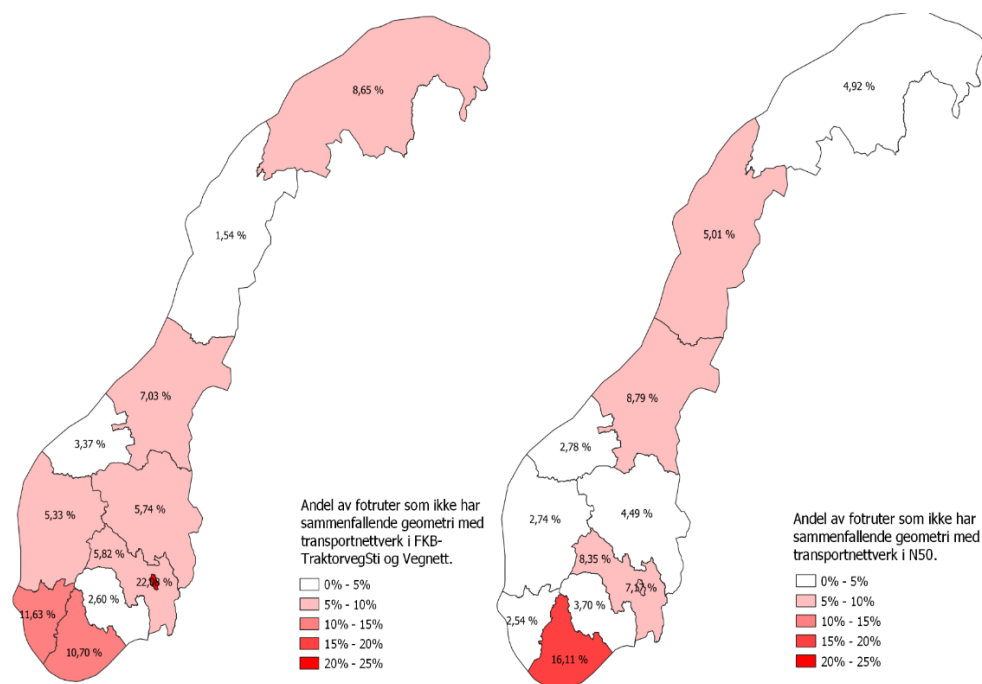 8,65 %
1,54 %
7,03 %
3,37 %
5,33 %
5,74 %
5,82 %
2,60 %
11,63 %
10,70 %
Andel av fotruter som ikke har
sammenfallende geometri med
transportnettverk i FKB-
TraktorvegSti og Vegnett.
0% - 5%
5% - 10%
10% - 15%
15% - 20%
20% - 25%
4,92 %
5,01 %
8,79 %
2,78 %
2,74 %
4,49 %
8,35 %
3,70 %
2,54 %
16,11 %
Andel av fotruter som ikke har
sammenfallende geometri med
transportnettverk i N50.
0% - 5%
5% - 10%
10% - 15%
15% - 20%
20% - 25%